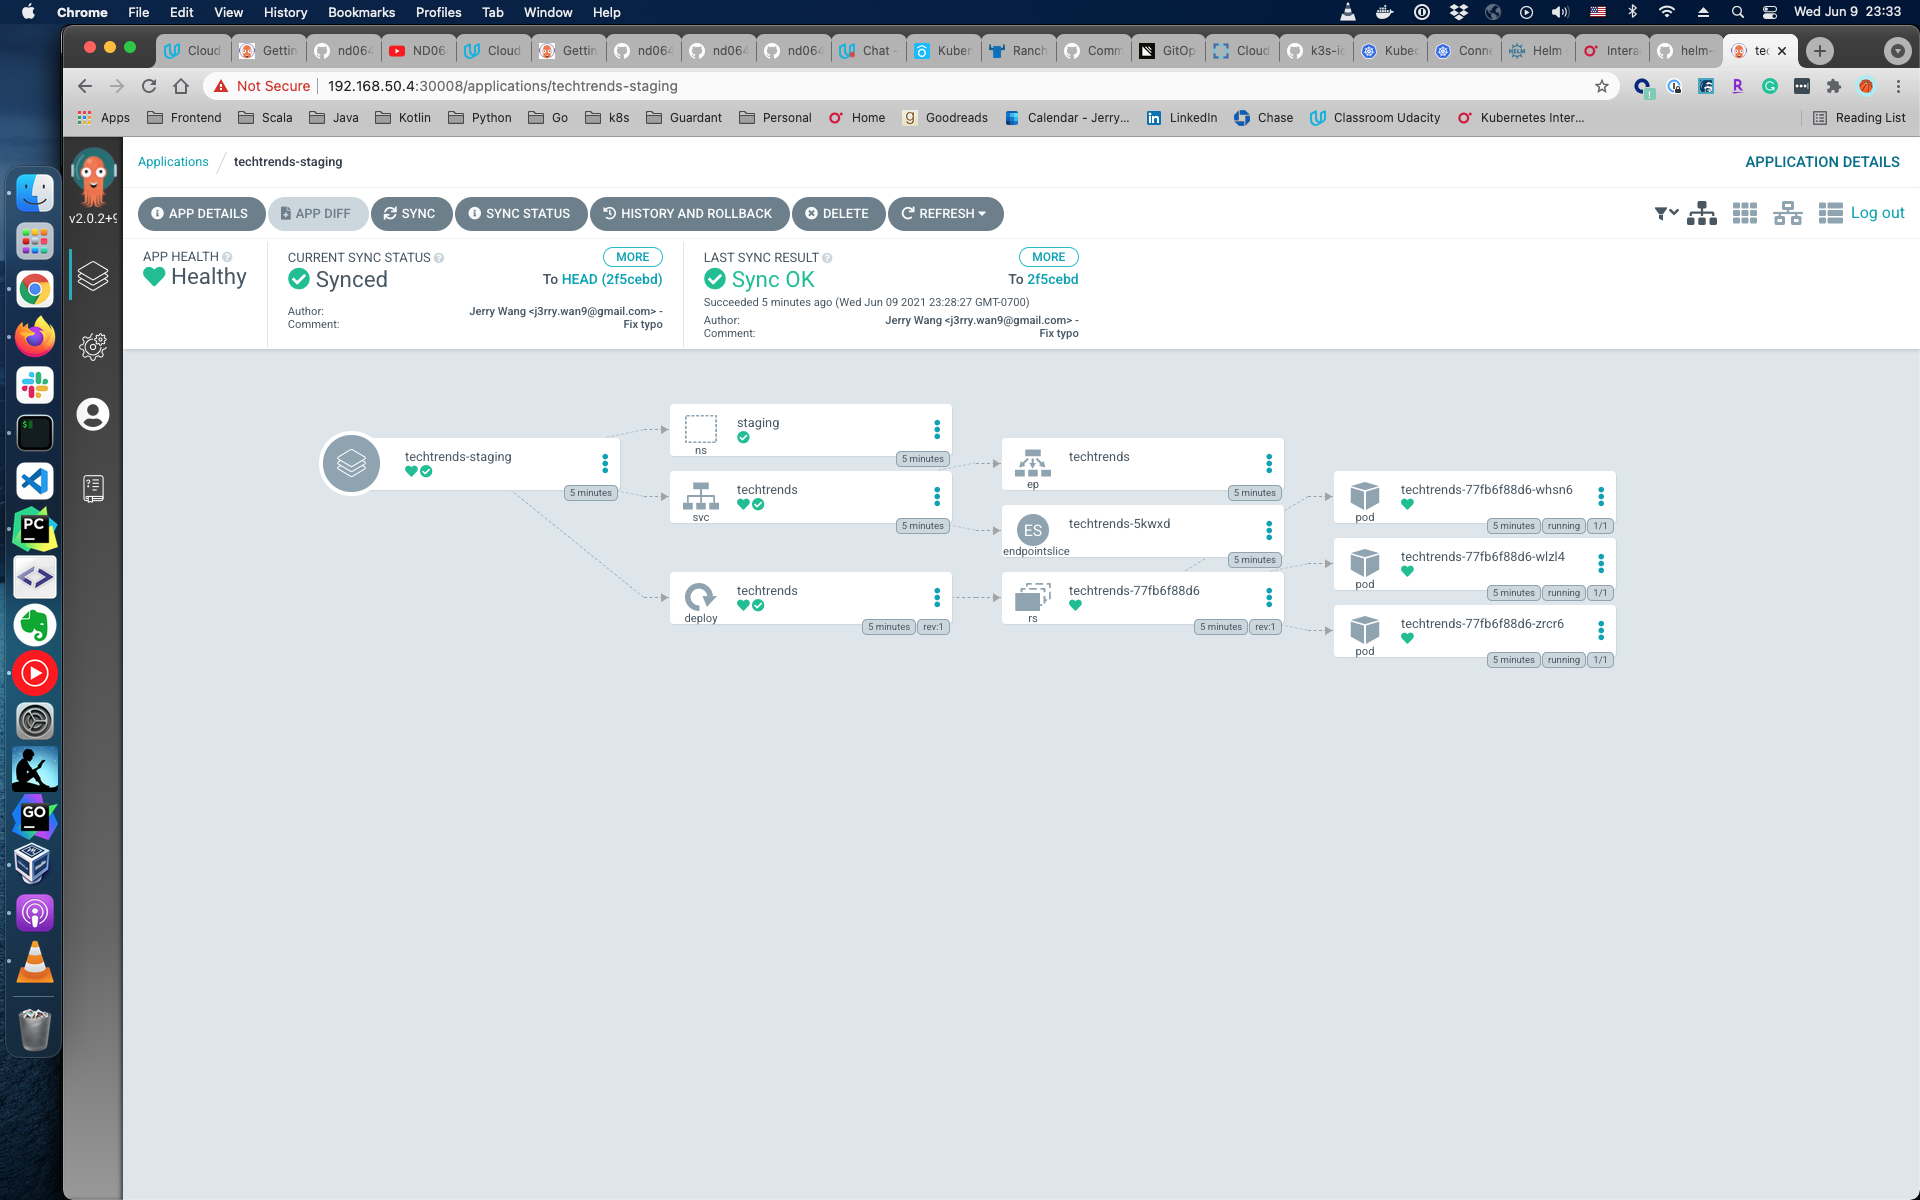 Chrome File Edit View History Bookmarks Profiles Tab Window Help Wed Jun 9 23:33
Cloud Gettin nd064 ND06 Cloud Gettin nd064 nd064 nd064 Chat - Kuber Ranch Comm GitOp Cloud k3s-io Kubec Conne Helm Intera helm- tec
Not Secure 192.168.50.4:30008/applications/techtrends-staging
Apps Frontend Scala Java Kotlin Python Go k8s Guardant Personal Home Goodreads Calendar - Jerry... LinkedIn Chase Classroom Udacity Kubernetes Inter... Reading List
Applications / techtrends-staging APPLICATION DETAILS
v2.0.2+9
APP DETAILS APP DIFF SYNC SYNC STATUS HISTORY AND ROLLBACK DELETE REFRESH Log out
APP HEALTH
Healthy
CURRENT SYNC STATUS MORE
Synced To HEAD (2f5cebd)
Author: Jerry Wang <j3rry.wan9@gmail.com> -
Comment: Fix typo
LAST SYNC RESULT MORE
Sync OK To 2f5cebd
Succeeded 5 minutes ago (Wed Jun 09 2021 23:28:27 GMT-0700)
Author: Jerry Wang <j3rry.wan9@gmail.com> -
Comment: Fix typo
techtrends-staging
5 minutes
staging
ns
5 minutes
techtrends
svc
5 minutes
techtrends
deploy
5 minutes rev:1
techtrends
ep
5 minutes
ES
techtrends-5kwxd
endpointslice
5 minutes
techtrends-77fb6f88d6
rs
5 minutes rev:1
techtrends-77fb6f88d6-whsn6
pod
5 minutes running 1/1
techtrends-77fb6f88d6-wlzl4
pod
5 minutes running 1/1
techtrends-77fb6f88d6-zrcr6
pod
5 minutes running 1/1
PC
GO